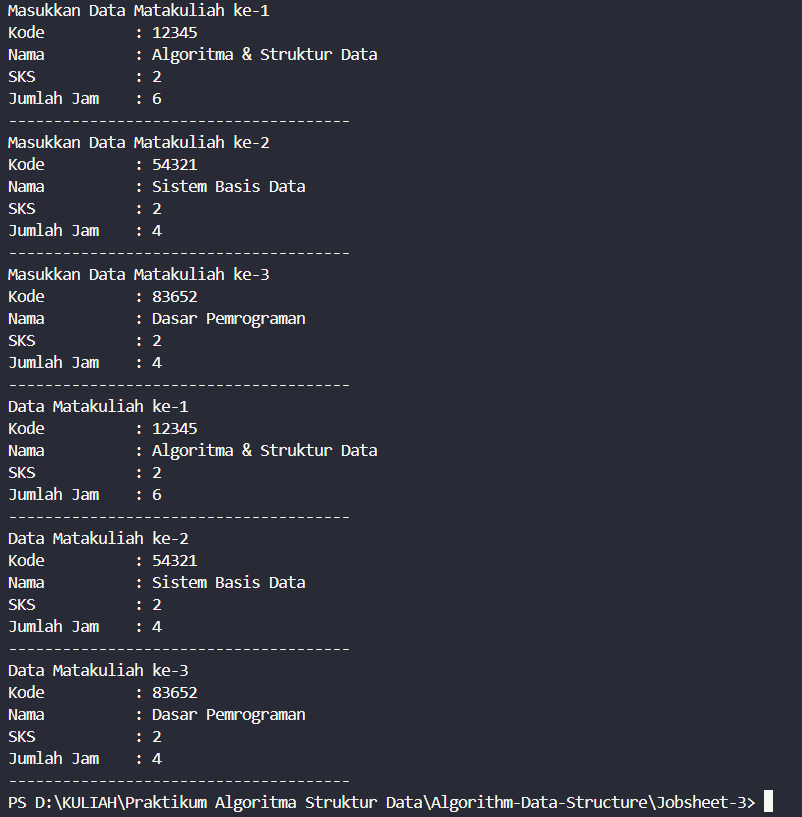 Masukkan Data Matakuliah ke-1
Kode          : 12345
Nama          : Algoritma & Struktur Data
SKS           : 2
Jumlah Jam    : 6
--------------------------------------
Masukkan Data Matakuliah ke-2
Kode          : 54321
Nama          : Sistem Basis Data
SKS           : 2
Jumlah Jam    : 4
--------------------------------------
Masukkan Data Matakuliah ke-3
Kode          : 83652
Nama          : Dasar Pemrograman
SKS           : 2
Jumlah Jam    : 4
--------------------------------------
Data Matakuliah ke-1
Kode          : 12345
Nama          : Algoritma & Struktur Data
SKS           : 2
Jumlah Jam    : 6
--------------------------------------
Data Matakuliah ke-2
Kode          : 54321
Nama          : Sistem Basis Data
SKS           : 2
Jumlah Jam    : 4
--------------------------------------
Data Matakuliah ke-3
Kode          : 83652
Nama          : Dasar Pemrograman
SKS           : 2
Jumlah Jam    : 4
--------------------------------------
PS D:\KULIAH\Praktikum Algoritma Struktur Data\Algorithm-Data-Structure\Jobsheet-3>